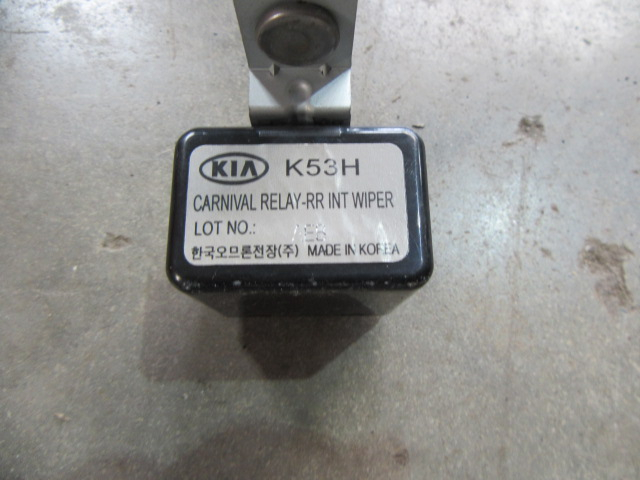 KIA K53H
CARNIVAL RELAY-RR INT WIPER
LOT NO.:
한국오므론전장(주) MADE IN KOREA